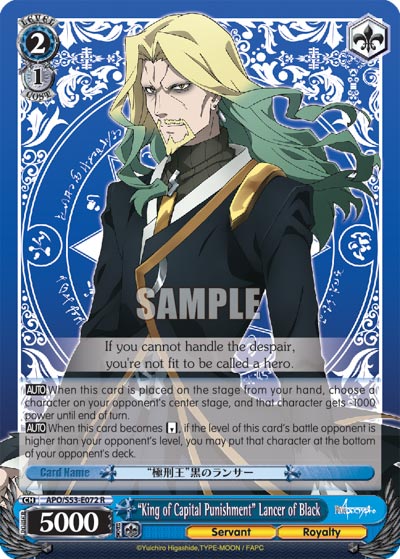 LEVEL
2
1
COST
SAMPLE
If you cannot handle the despair,
you're not fit to be called a hero.
AUTO When this card is placed on the stage from your hand, choose a
character on your opponent's center stage, and that character gets -1000
power until end of turn.
AUTO When this card becomes, if the level of this card's battle opponent is
higher than your level, you may put that character at the bottom
of your opponent's deck.
Card Name
"極刑王"黒のランサー
CH APO/S53-E072 R
"King of Capital Punishment" Lancer of Black
5000
POWER
Servant
Royalty
©Yuichiro Higashide,TYPE-MOON / FAPC